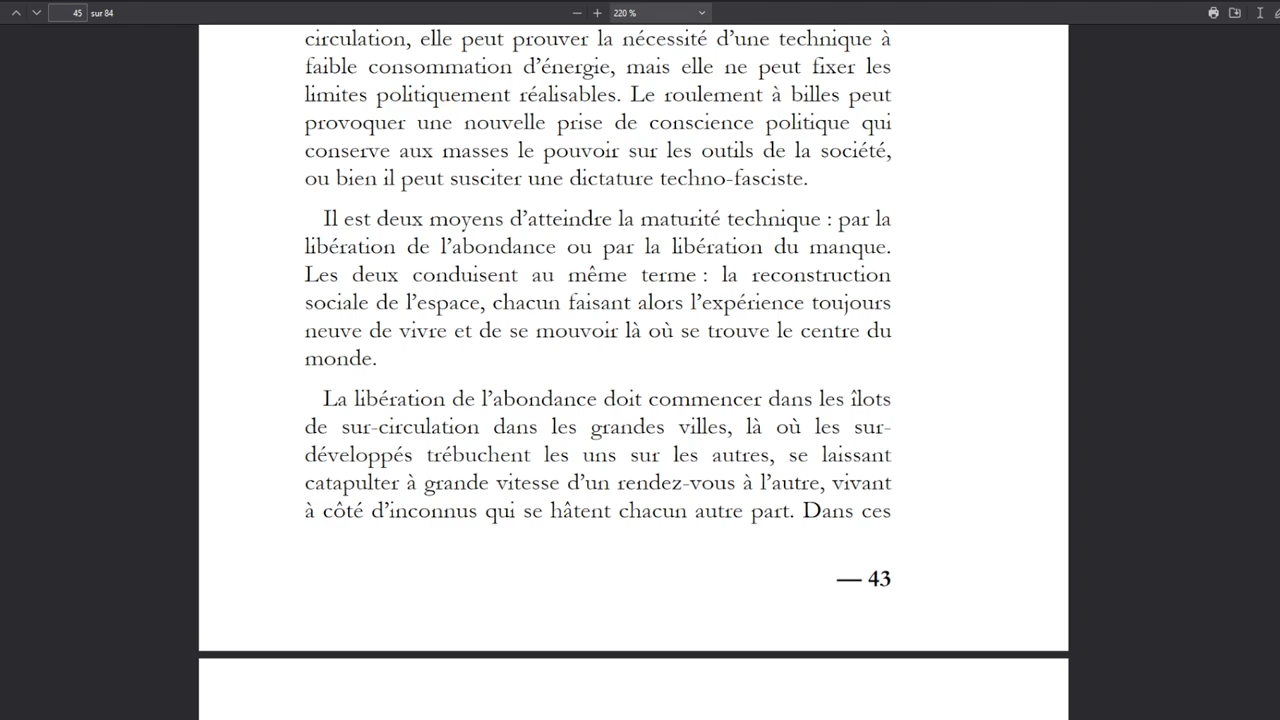 45 sur 84
220 %
circulation, elle peut prouver la nécessité d’une technique à
faible consommation d’énergie, mais elle ne peut fixer les
limites politiquement réalisables. Le roulement à billes peut
provoquer une nouvelle prise de conscience politique qui
conserve aux masses le pouvoir sur les outils de la société,
ou bien il peut susciter une dictature techno-fasciste.
Il est deux moyens d’atteindre la maturité technique : par la
libération de l’abondance ou par la libération du manque.
Les deux conduisent au même terme : la reconstruction
sociale de l’espace, chacun faisant alors l’expérience toujours
neuve de vivre et de se mouvoir là où se trouve le centre du
monde.
La libération de l’abondance doit commencer dans les îlots
de sur-circulation dans les grandes villes, là où les sur-
développés trébuchent les uns sur les autres, se laissant
catapulter à grande vitesse d’un rendez-vous à l’autre, vivant
à côté d’inconnus qui se hâtent chacun autre part. Dans ces
— 43